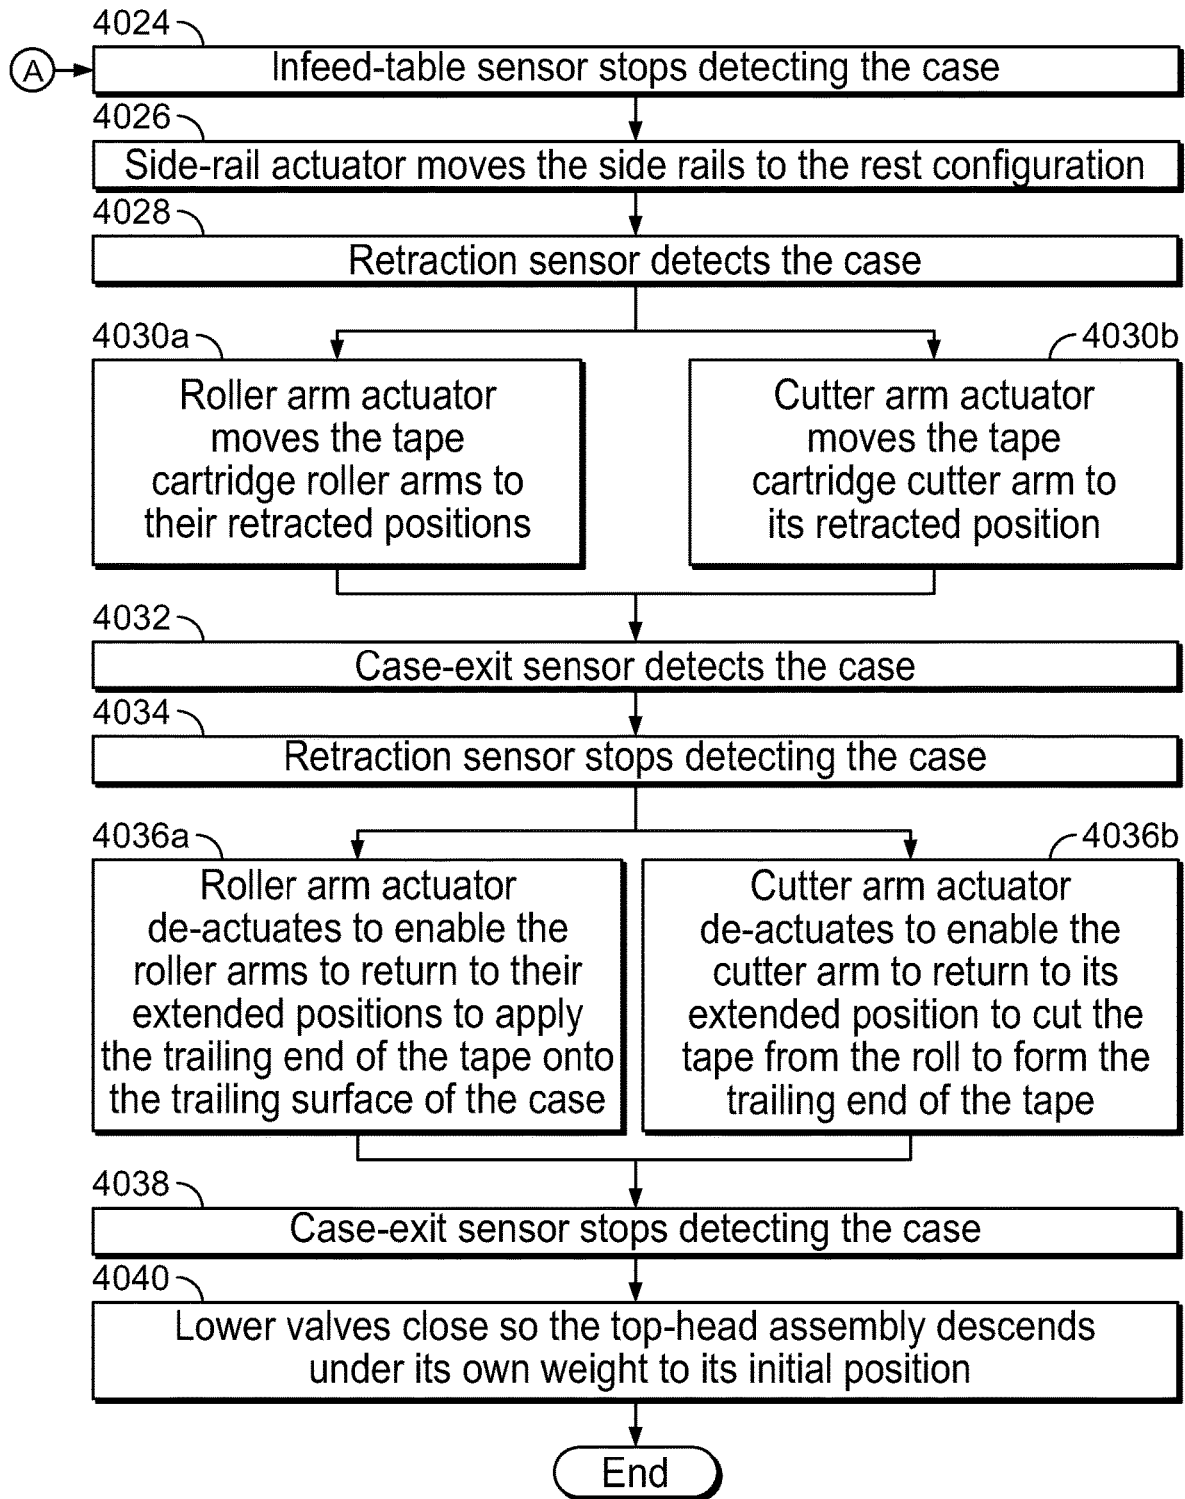 4024
A
Infeed-table sensor stops detecting the case
4026
Side-rail actuator moves the side rails to the rest configuration
4028
Retraction sensor detects the case
4030a
4030b
Roller arm actuator
moves the tape
cartridge roller arms to
their retracted positions
Cutter arm actuator
moves the tape
cartridge cutter arm to
its retracted position
4032
Case-exit sensor detects the case
4034
Retraction sensor stops detecting the case
4036a
4036b
Roller arm actuator
de-actuates to enable the
roller arms to return to their
extended positions to apply
the trailing end of the tape onto
the trailing surface of the case
Cutter arm actuator
de-actuates to enable the
cutter arm to return to its
extended position to cut the
tape from the roll to form the
trailing end of the tape
4038
Case-exit sensor stops detecting the case
4040
Lower valves close so the top-head assembly descends
under its own weight to its initial position
End